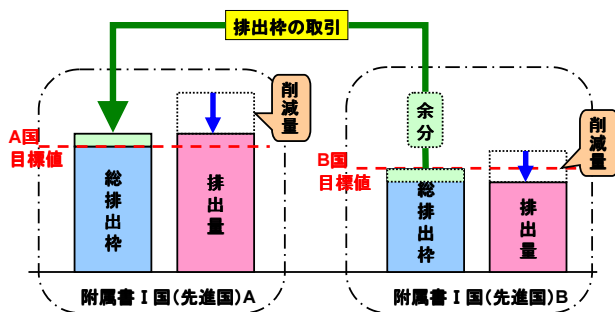 排出枠の取引
A国
目標値
総排出枠
排出量
削減量
附属書Ⅰ国(先進国)A
余分
B国
目標値
総排出枠
排出量
削減量
附属書Ⅰ国(先進国)B